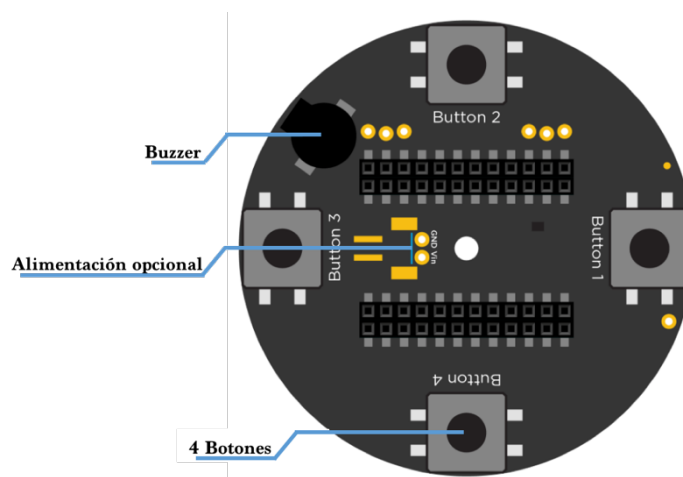 Button 2
Buzzer
Button 3
GND Vin
Button 1
Alimentación opcional
Button 4
4 Botones